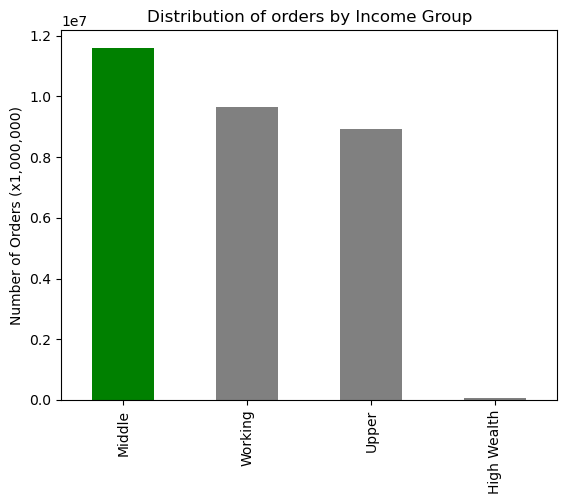 Distribution of orders by Income Group
1e7
1.2
1.0
0.8
0.6
0.4
0.2
0.0
Number of Orders (x1,000,000)
Middle
Working
Upper
High Wealth